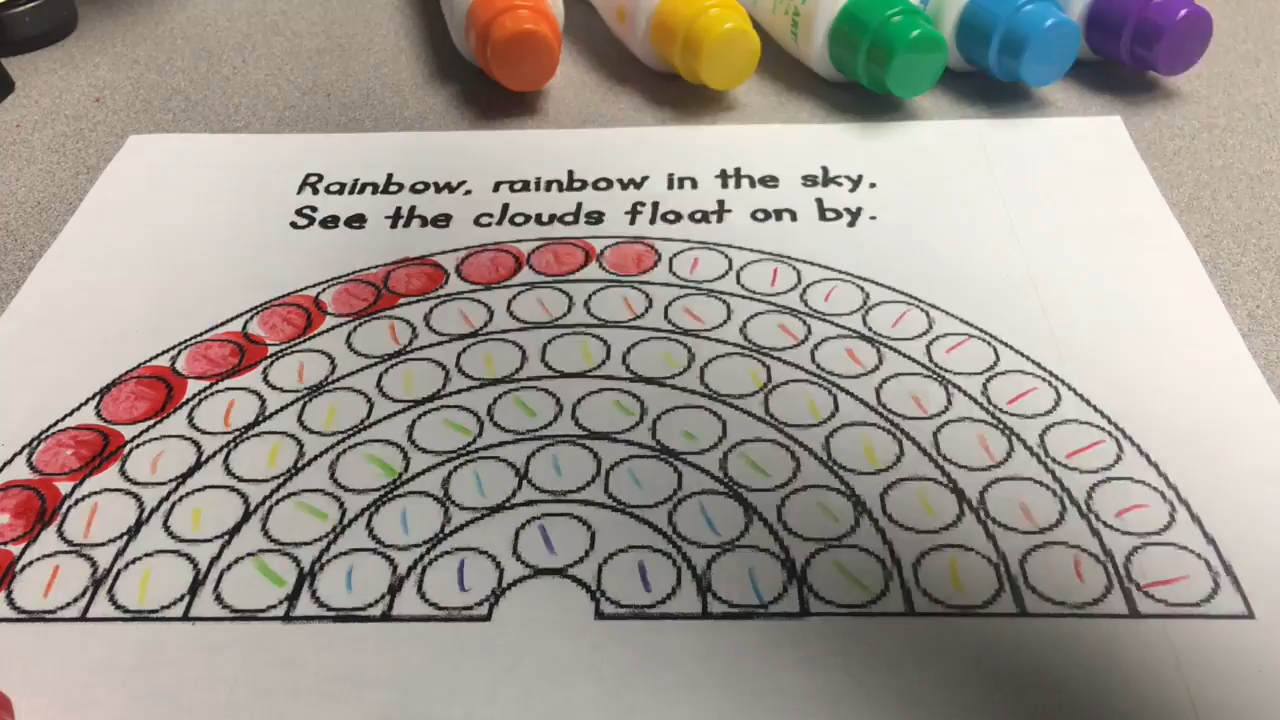 Rainbow, rainbow in the sky.
See the clouds float on by.